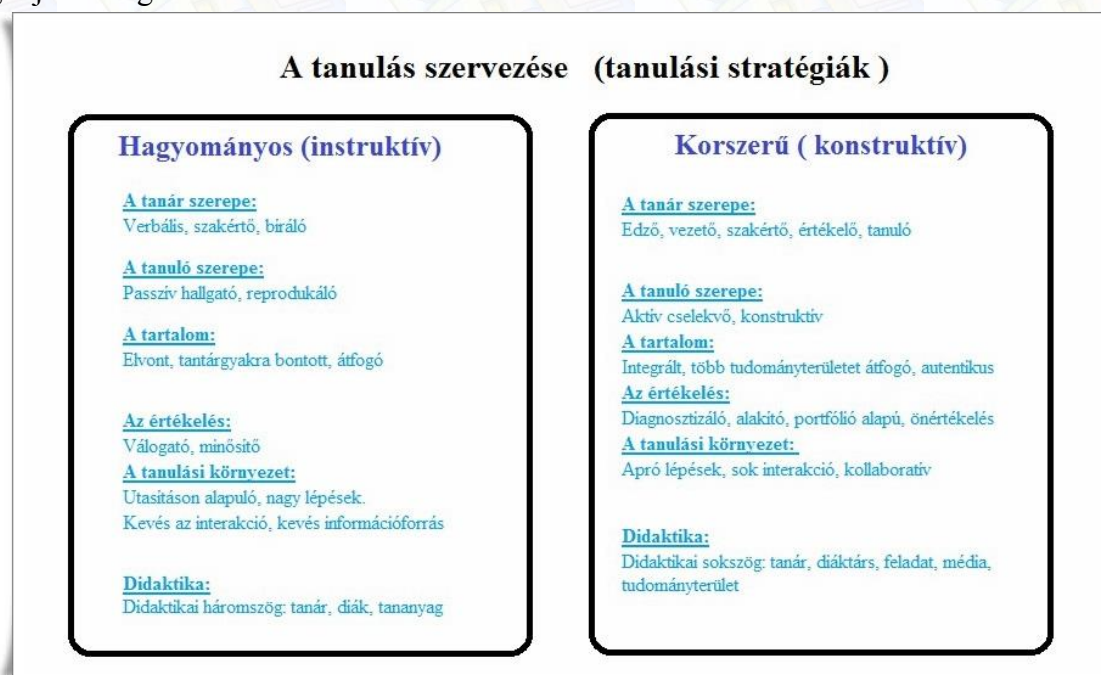 A tanulás szervezése (tanulási stratégiák )
Hagyományos (instruktív)
A tanár szerepe:
Verbális, szakértő, bíráló
A tanuló szerepe:
Passzív hallgató, reprodukáló
A tartalom:
Elvont, tantárgyakra bontott, átfogó
Az értékelés:
Válogató, minősítő
A tanulási környezet:
Utasításon alapuló, nagy lépések.
Kevés az interakció, kevés információforrás
Didaktika:
Didaktikai háromszög: tanár, diák, tananyag
Korszerű ( konstruktív)
A tanár szerepe:
Edző, vezető, szakértő, értékelő, tanuló
A tanuló szerepe:
Aktív cselekvő, konstruktív
A tartalom:
Integrált, több tudományterületet átfogó, autentikus
Az értékelés:
Diagnosztizáló, alakító, portfólió alapú, önértékelés
A tanulási környezet:
Apró lépések, sok interakció, kollaboratív
Didaktika:
Didaktikai sokszög: tanár, diáktárs, feladat, média,
tudományterület